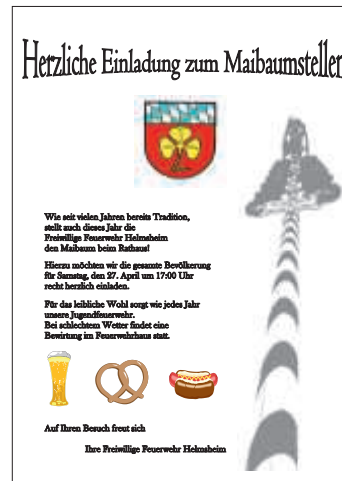 Herzliche Einladung zum Maibaumstellen
Wie seit vielen Jahren bereits Tradition,
stellt auch dieses Jahr die
Freiwillige Feuerwehr Helmsheim
den Maibaum beim Rathaus!
Hierzu möchten wir die gesamte Bevölkerung
für Samstag, den 27. April um 17:00 Uhr
recht herzlich einladen.
Für das leibliche Wohl sorgt wie jedes Jahr
unsere Jugendfeuerwehr.
Bei schlechtem Wetter findet eine
Bewirtung im Feuerwehrhaus statt.
Auf Ihren Besuch freut sich
Ihre Freiwillige Feuerwehr Helmsheim